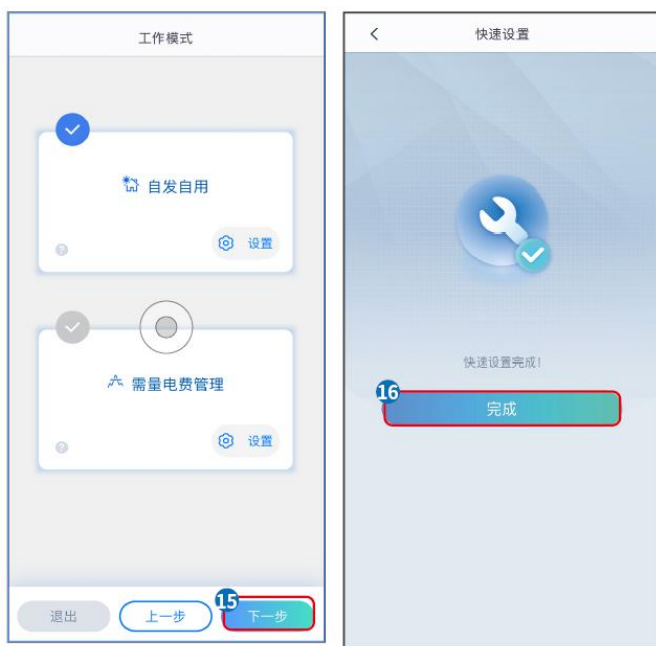 工作模式
自发自用
设置
需量电费管理
设置
退出
上一步
15
下一步
快速设置
快速设置完成!
16
完成